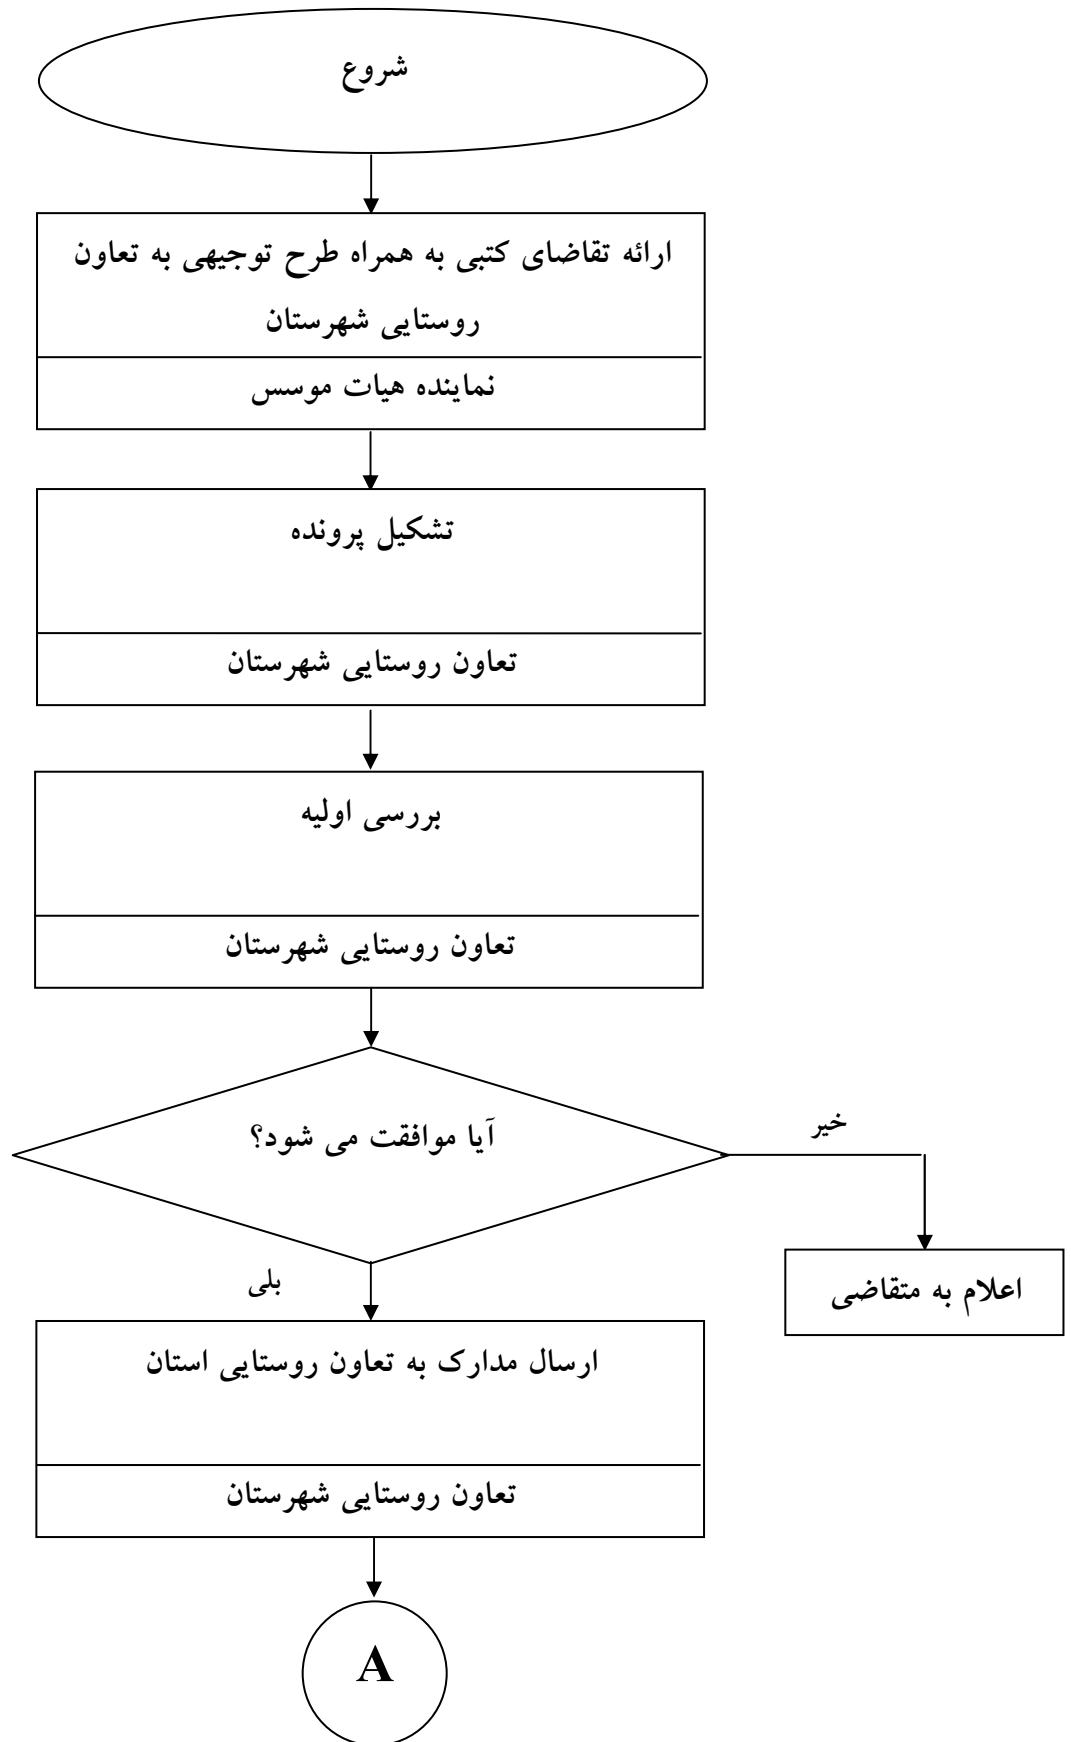 شروع
ارائه تقاضای کتبی به همراه طرح توجیهی به تعاون
روستایی شهرستان
نماینده هیات موسس
تشکیل پرونده
تعاون روستایی شهرستان
بررسی اولیه
تعاون روستایی شهرستان
آیا موافقت می شود؟
خیر
اعلام به متقاضی
بلی
ارسال مدارک به تعاون روستایی استان
تعاون روستایی شهرستان
A